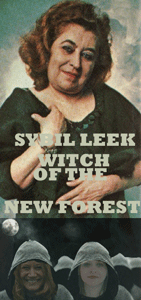 SYBIL LEEK
WITCH
OF THE
NEW FOREST